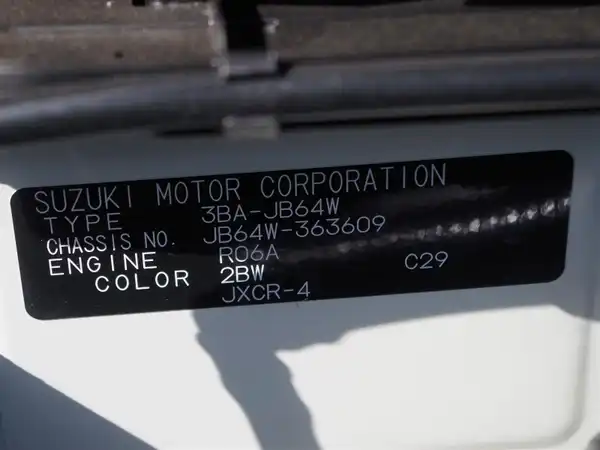 SUZUKI MOTOR CORPORATION
TYPE 3BA-JB64W
CHASSIS NO. JB64W-363609
ENGINE R06A
COLOR 2BW C29
JXCR-4